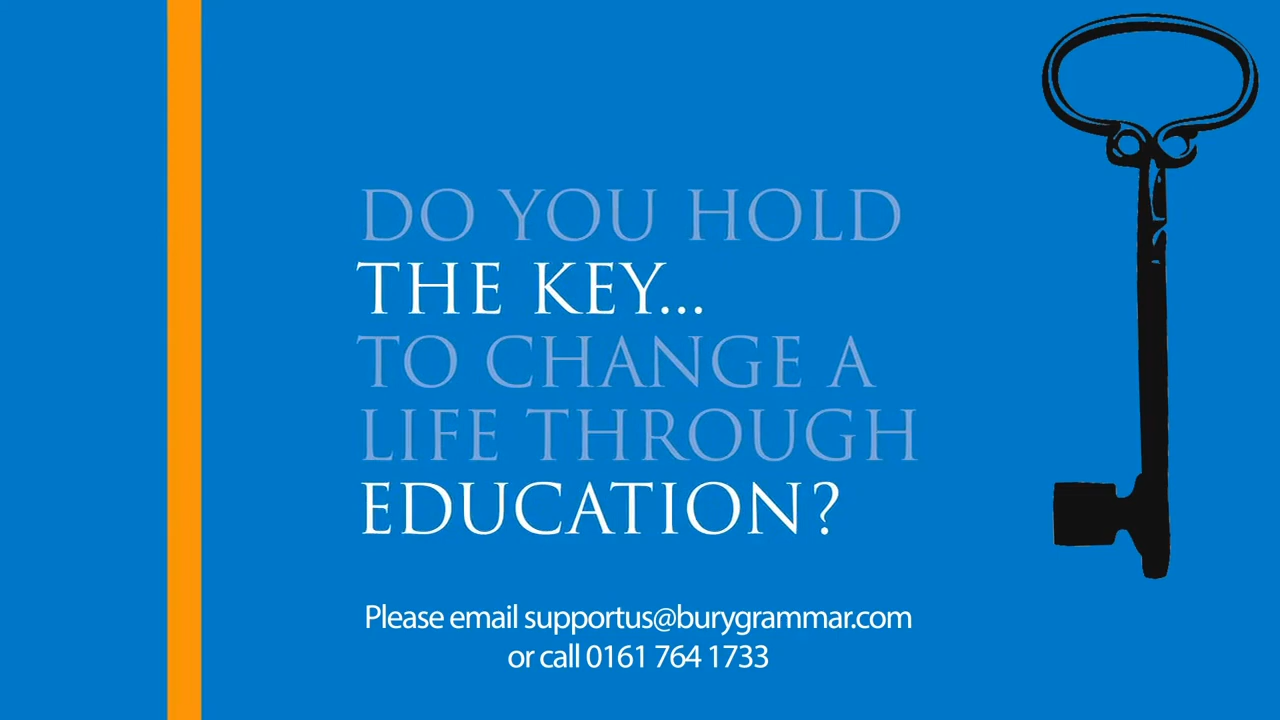 DO YOU HOLD
THE KEY...
TO CHANGE A
LIFE THROUGH
EDUCATION?
Please email supportus@burygrammar.com
or call 0161 764 1733